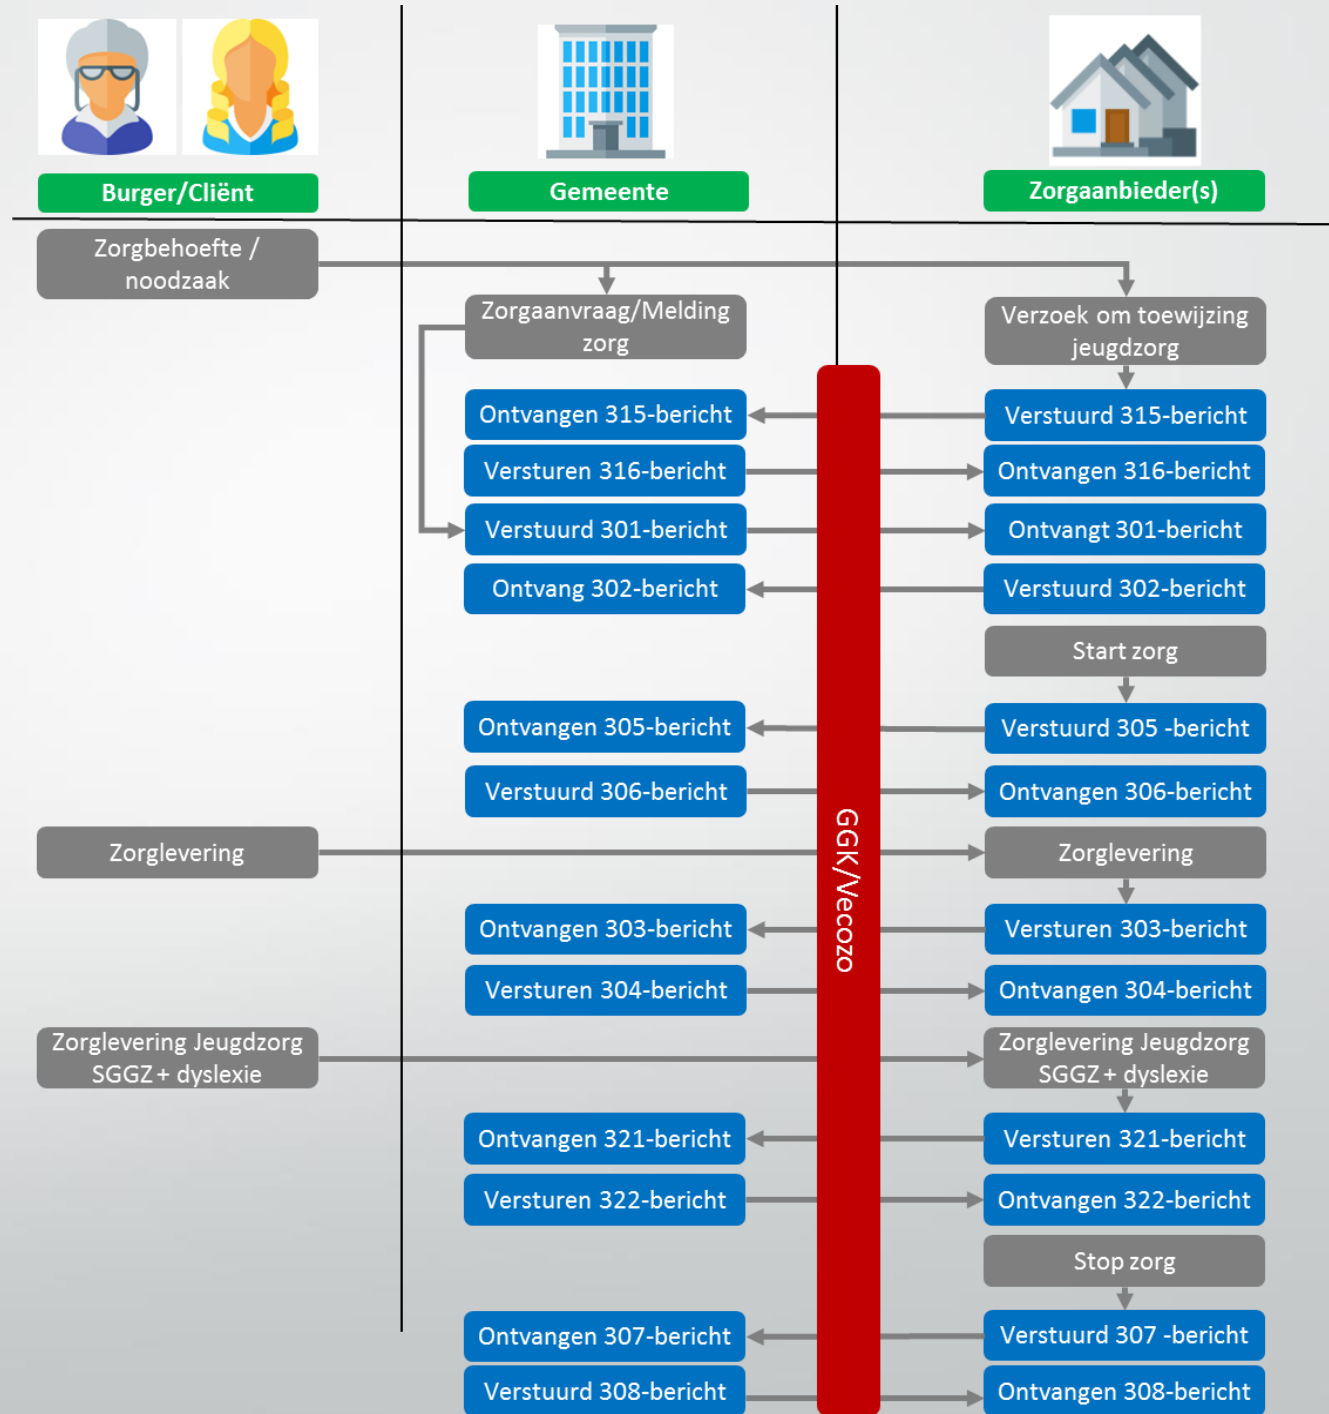 Burger/Cliënt
Gemeente
Zorgaanbieder(s)
Zorgbehoefte /
noodzaak
Zorgaanvraag/Melding
zorg
Verzoek om toewijzing
jeugdzorg
Ontvangen 315-bericht
Verstuurd 315-bericht
Versturen 316-bericht
Ontvangen 316-bericht
Verstuurd 301-bericht
Ontvangt 301-bericht
Ontvang 302-bericht
Verstuurd 302-bericht
Start zorg
Ontvangen 305-bericht
Verstuurd 305 -bericht
Verstuurd 306-bericht
Ontvangen 306-bericht
GGK/Vecozo
Zorglevering
Zorglevering
Ontvangen 303-bericht
Versturen 303-bericht
Versturen 304-bericht
Ontvangen 304-bericht
Zorglevering Jeugdzorg
SGGZ + dyslexie
Zorglevering Jeugdzorg
SGGZ + dyslexie
Ontvangen 321-bericht
Versturen 321-bericht
Versturen 322-bericht
Ontvangen 322-bericht
Stop zorg
Ontvangen 307-bericht
Verstuurd 307 -bericht
Verstuurd 308-bericht
Ontvangen 308-bericht